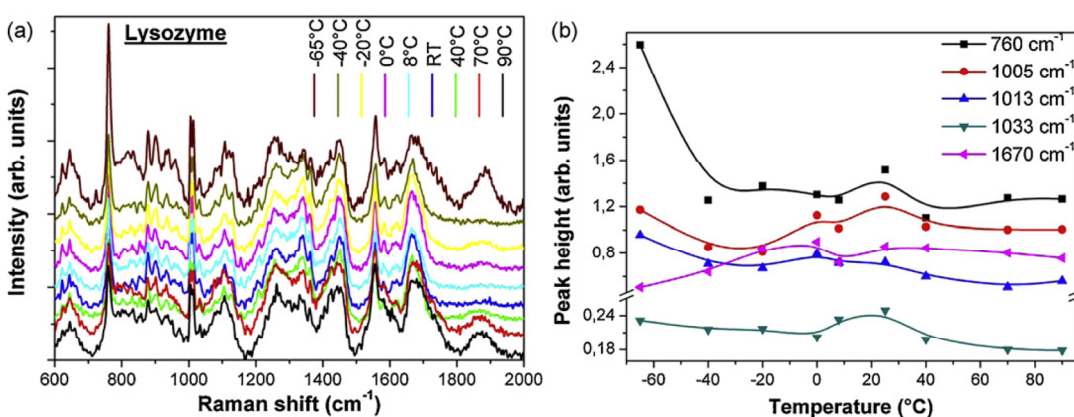 (a)
Lysozyme
-65°C
-40°C
-20°C
0°C
8°C
RT
40°C
70°C
90°C
Intensity (arb. units)
600 800 1000 1200 1400 1600 1800 2000
Raman shift (cm-1)
(b)
760 cm-1
1005 cm-1
1013 cm-1
1033 cm-1
1670 cm-1
Peak height (arb. units)
2,4
2,0
1,6
1,2
0,8
0,24
0,18
-60 -40 -20 0 20 40 60 80
Temperature (°C)